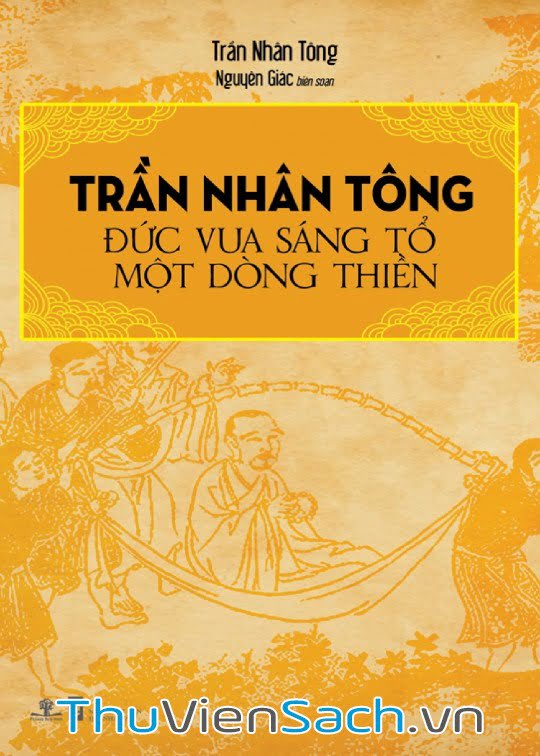 Trần Nhân Tông
Nguyên Giác biên soạn
TRẦN NHÂN TÔNG
ĐỨC VUA SÁNG TỔ
MỘT DÒNG THIỀN
ThuVienSach.vn